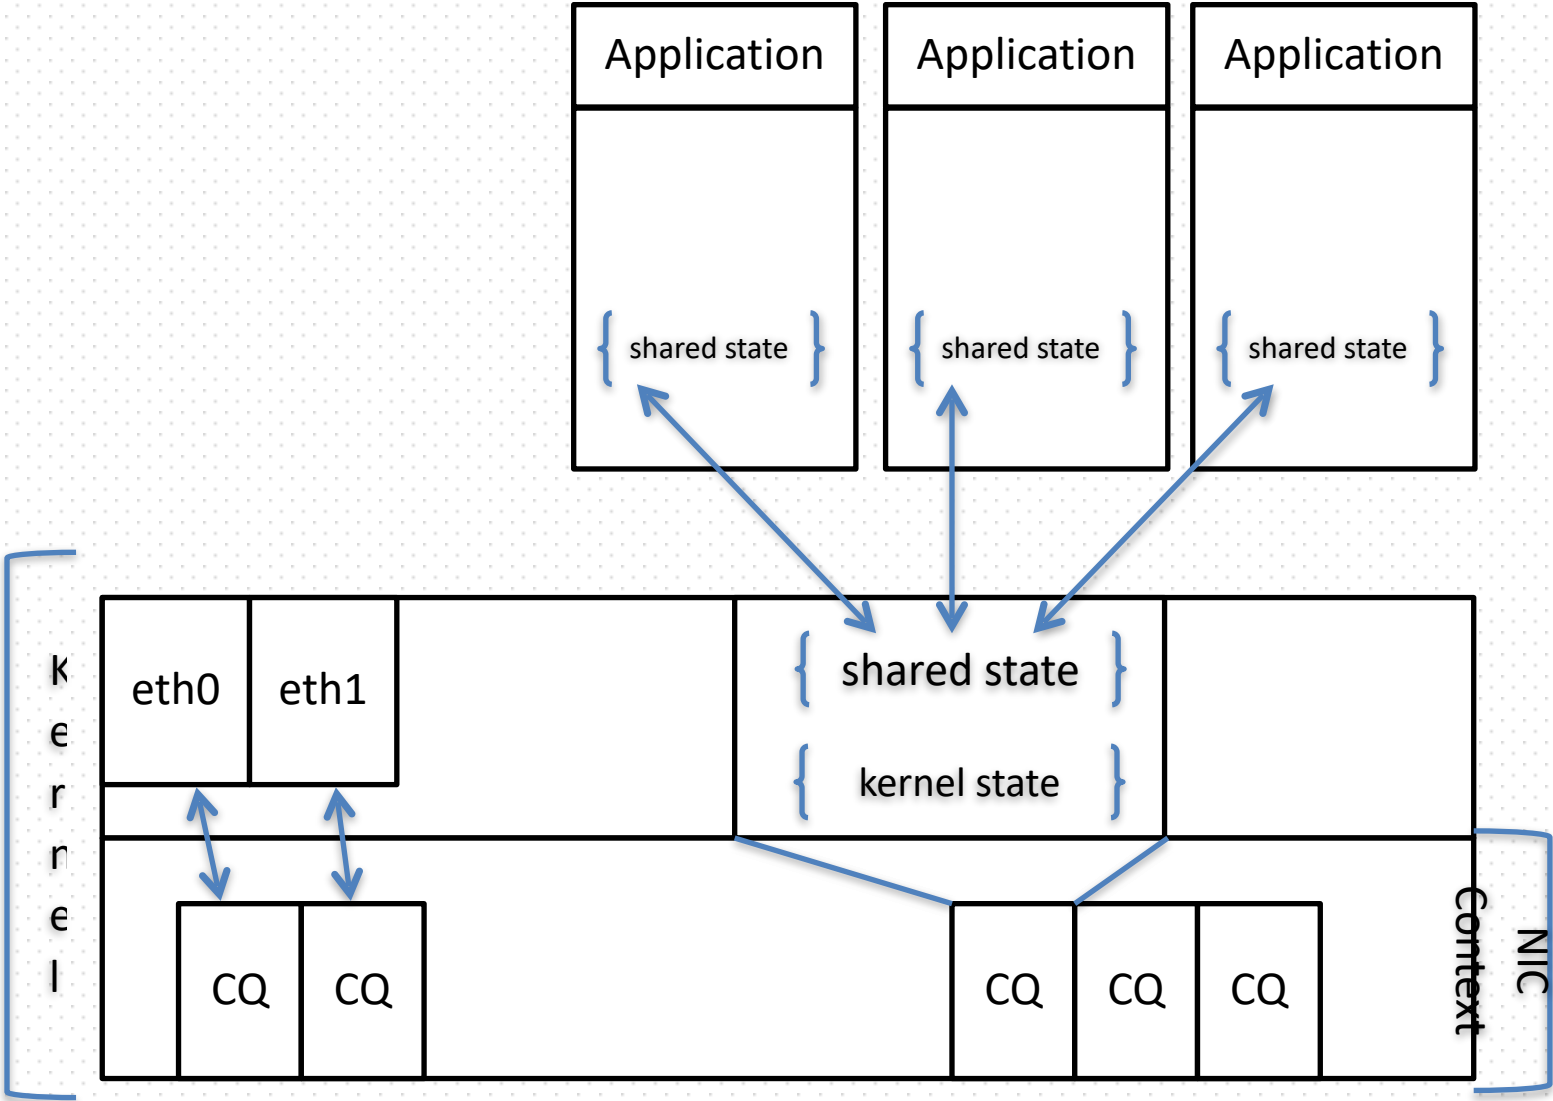 Application
Application
Application
shared state
shared state
shared state
Kernel
eth0
eth1
shared state
kernel state
CQ
CQ
CQ
CQ
CQ
NIC
Context